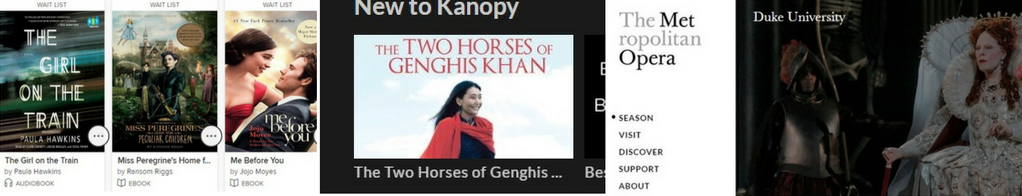 WAIT LIST
THE
GIRL
ON THE
TRAIN
PAULA HAWKINS
The Girl on the Train
by Paula Hawkins
AUDIOBOOK
WAIT LIST
MISS PEREGRINE'S
PECULIAR CHILDREN
Miss Peregrine's Home f...
by Ransom Riggs
EBOOK
WAIT LIST
Jojo
Moyes
me
before
you
Me Before You
by Jojo Moyes
EBOOK
New to Kanopy
THE TWO HORSES OF
GENGHIS KHAN
The Two Horses of Genghis ...
Bes
The Met
ropolitan
Opera
SEASON
VISIT
DISCOVER
SUPPORT
ABOUT
Duke University